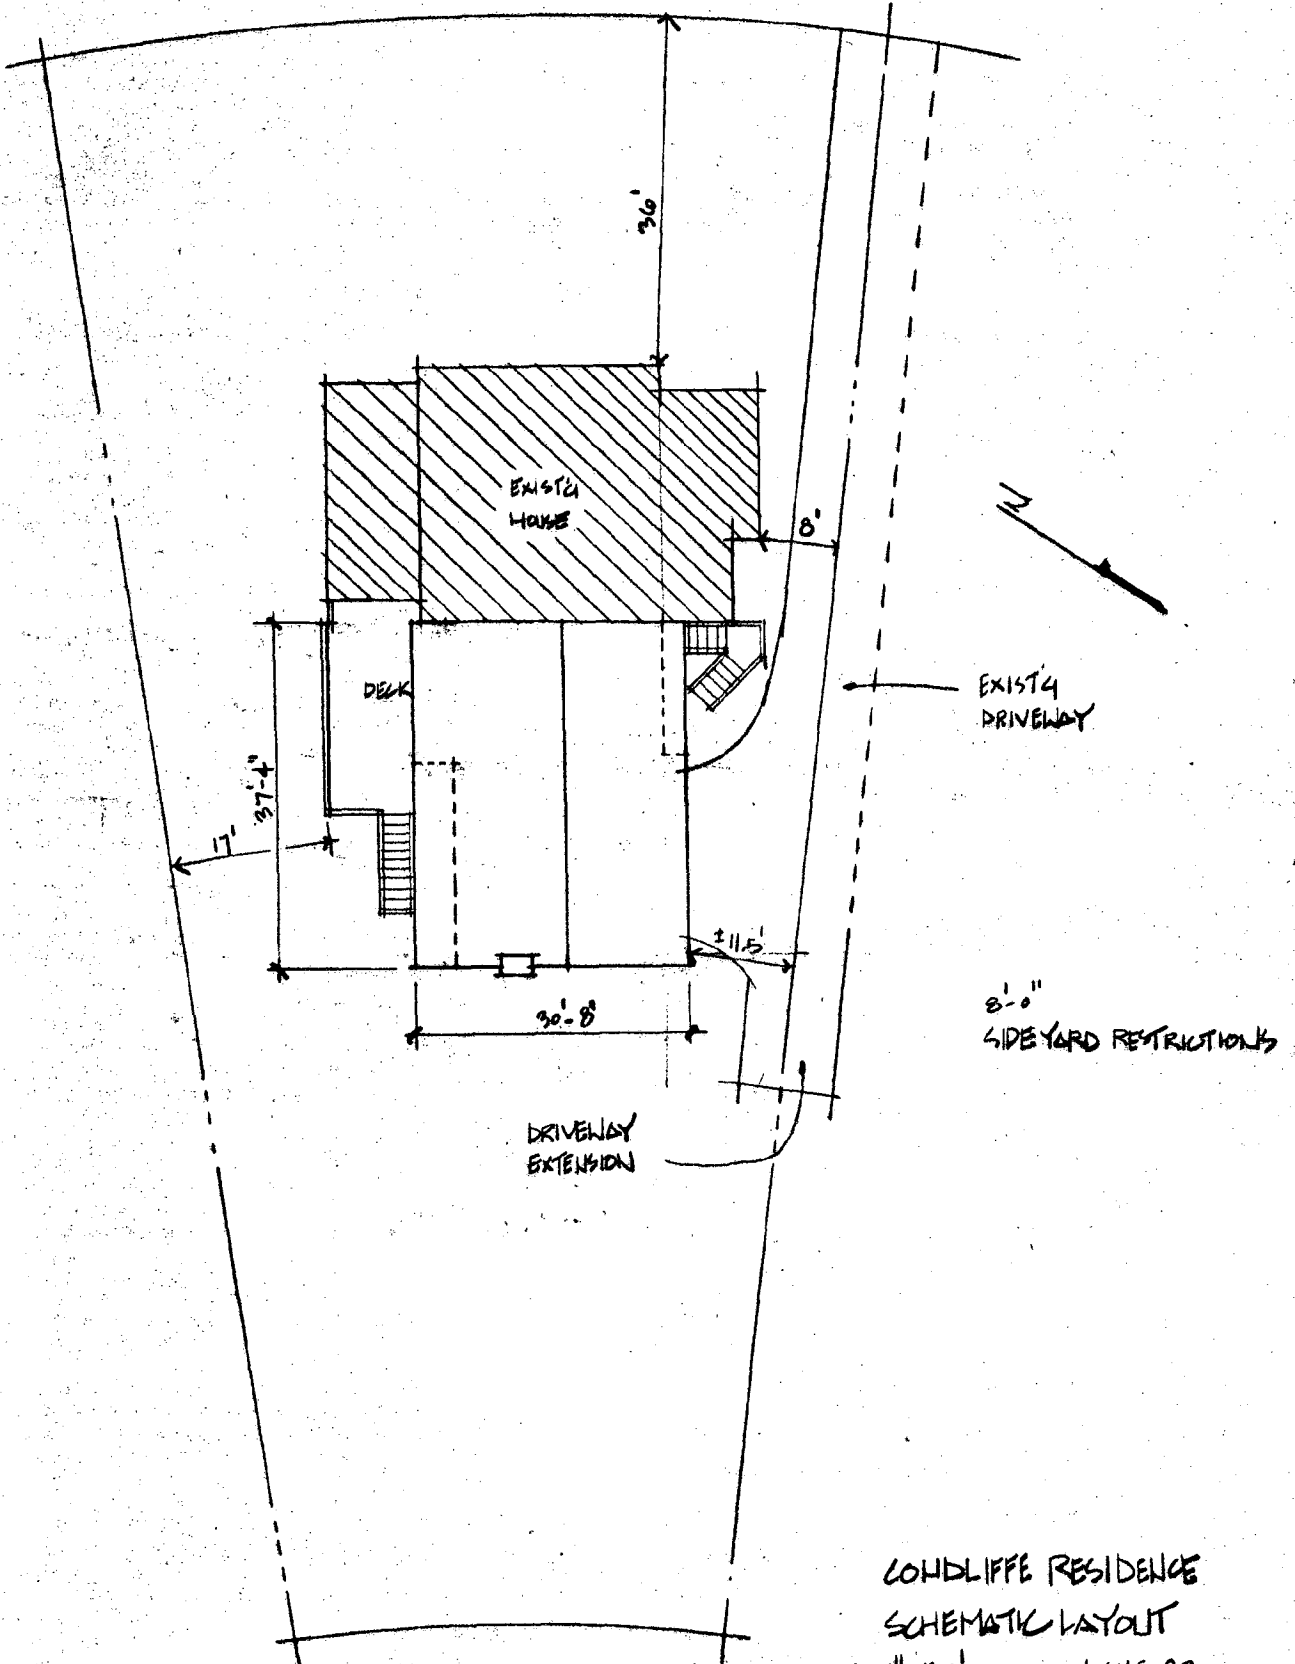 36'
EXIST'G
HOUSE
8'
EXIST'G
DRIVEWAY
DECK
37'-4"
17'
±11.5'
8'-0"
SIDEYARD RESTRICTIONS
30'-8"
DRIVEWAY
EXTENSION
CONDLIFFE RESIDENCE
SCHEMATIC LAYOUT